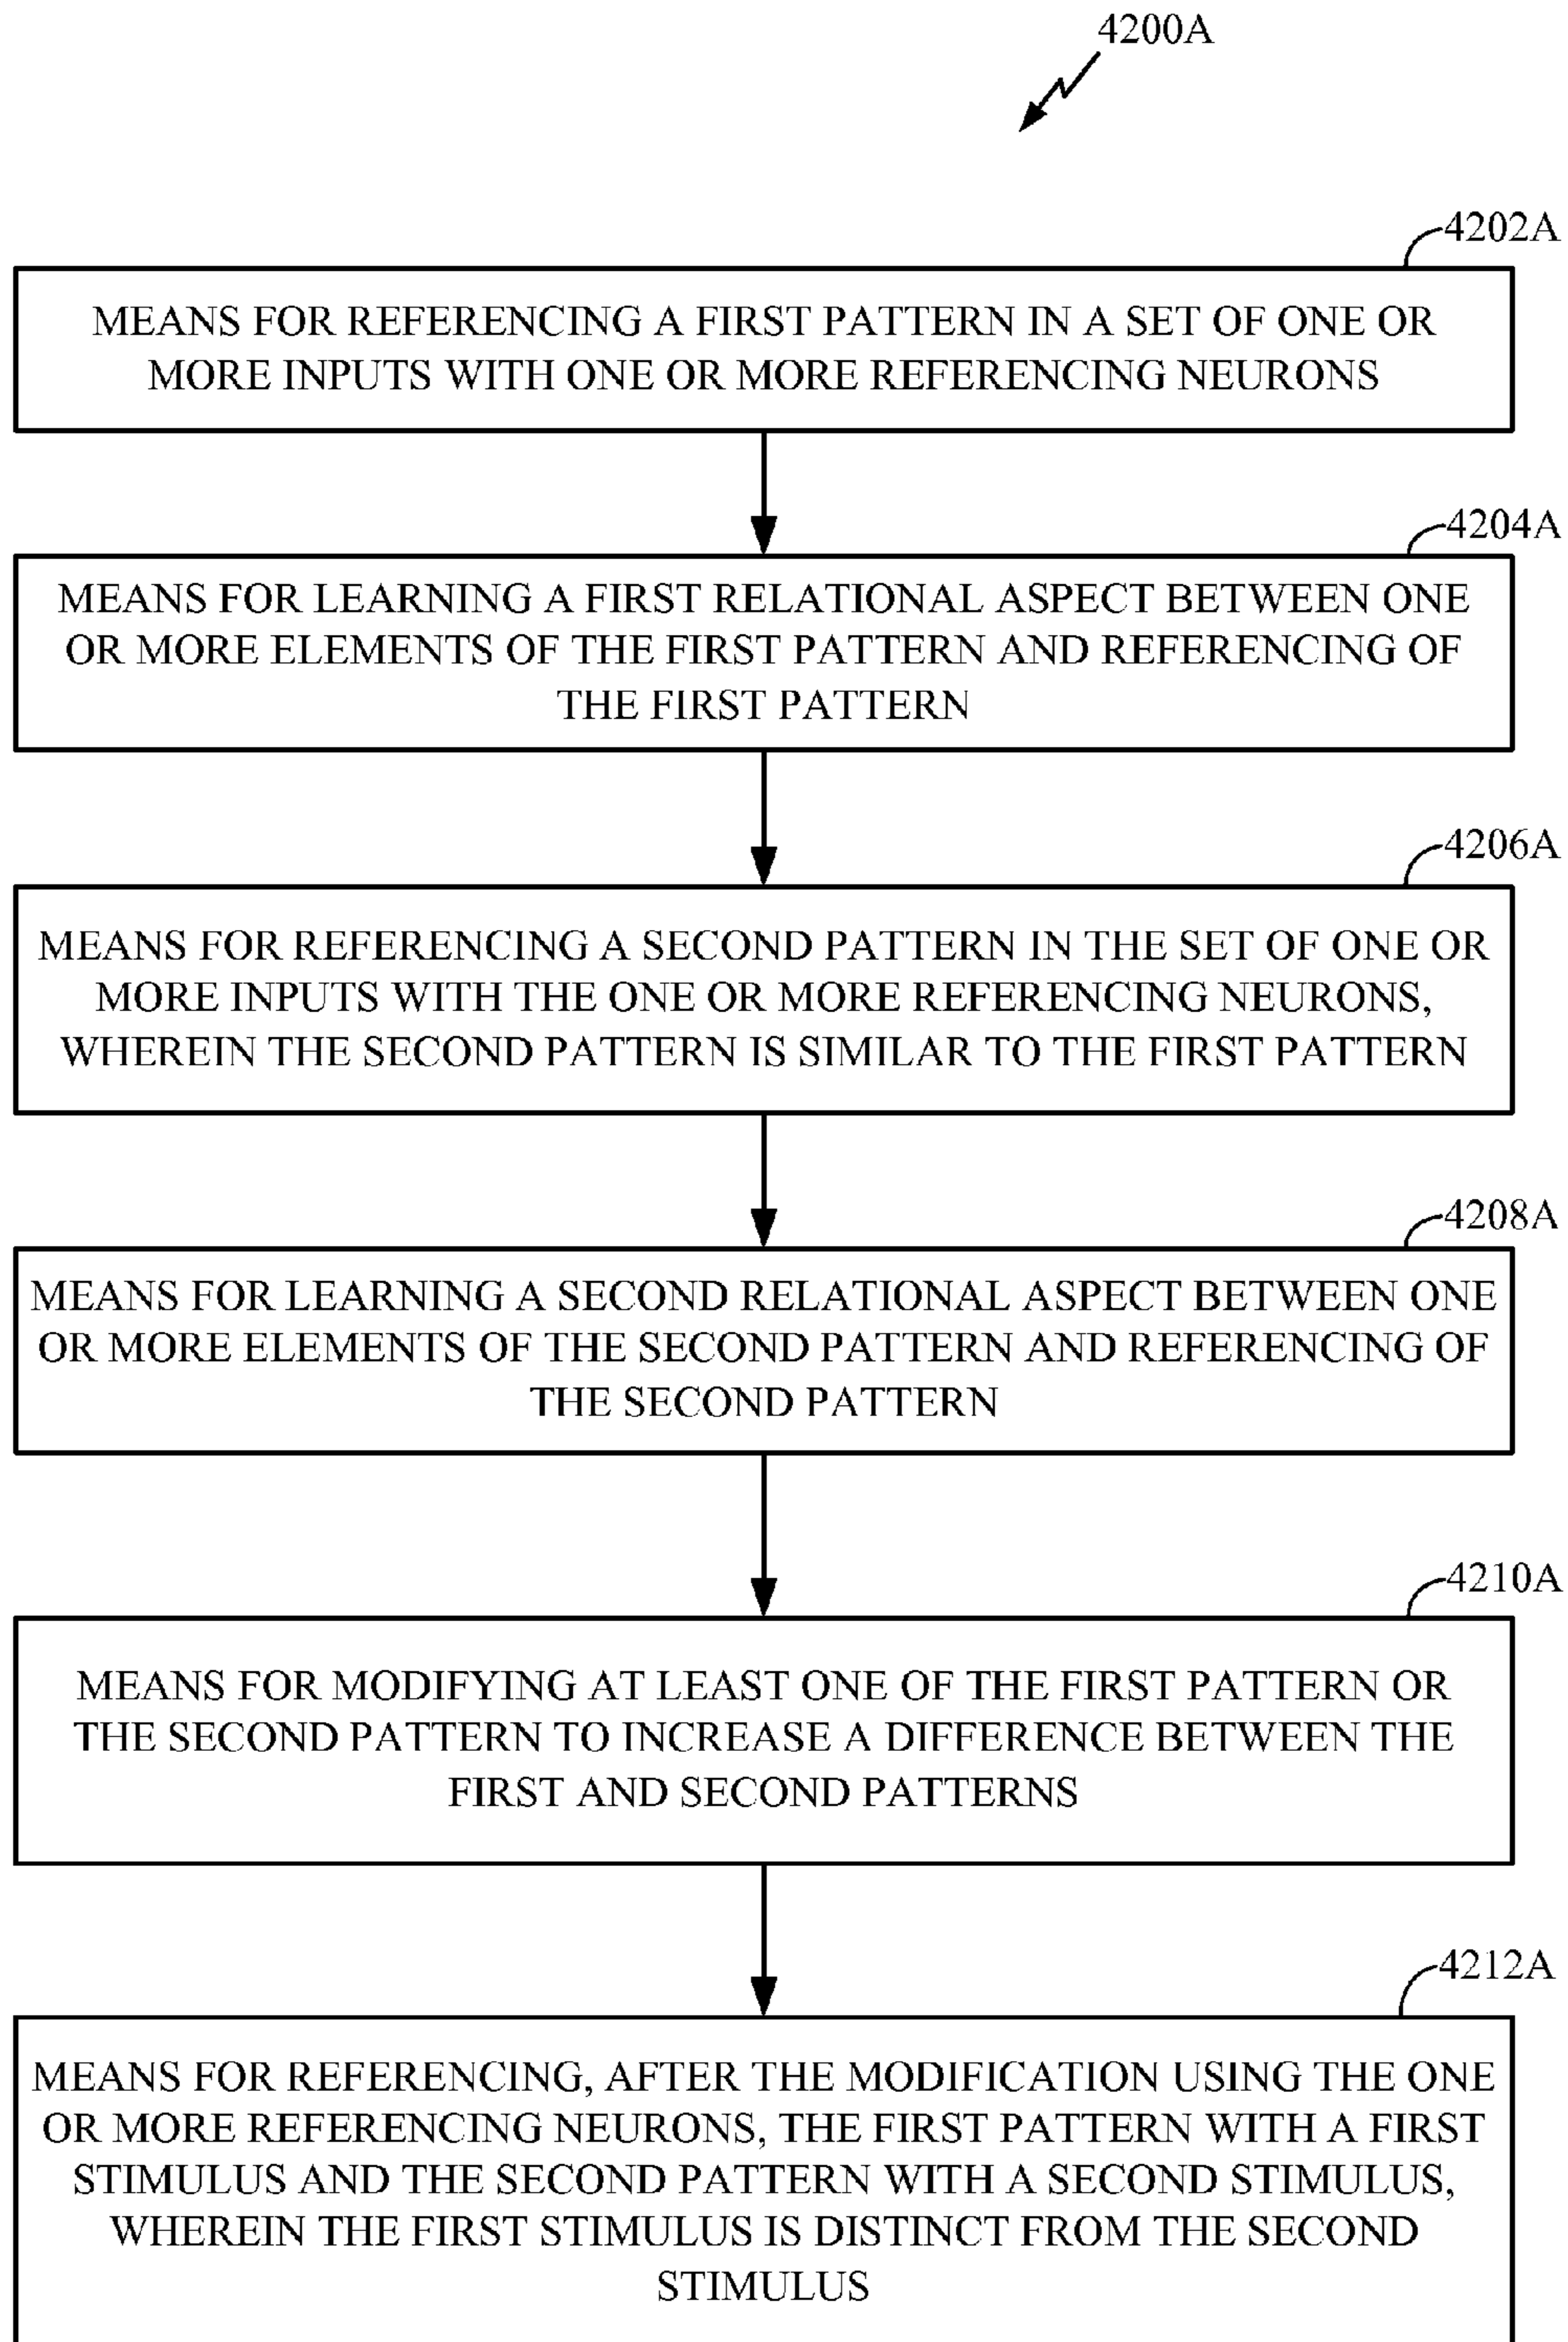 4200A
4202A
MEANS FOR REFERENCING A FIRST PATTERN IN A SET OF ONE OR
MORE INPUTS WITH ONE OR MORE REFERENCING NEURONS
4204A
MEANS FOR LEARNING A FIRST RELATIONAL ASPECT BETWEEN ONE
OR MORE ELEMENTS OF THE FIRST PATTERN AND REFERENCING OF
THE FIRST PATTERN
4206A
MEANS FOR REFERENCING A SECOND PATTERN IN THE SET OF ONE OR
MORE INPUTS WITH THE ONE OR MORE REFERENCING NEURONS,
WHEREIN THE SECOND PATTERN IS SIMILAR TO THE FIRST PATTERN
4208A
MEANS FOR LEARNING A SECOND RELATIONAL ASPECT BETWEEN ONE
OR MORE ELEMENTS OF THE SECOND PATTERN AND REFERENCING OF
THE SECOND PATTERN
4210A
MEANS FOR MODIFYING AT LEAST ONE OF THE FIRST PATTERN OR
THE SECOND PATTERN TO INCREASE A DIFFERENCE BETWEEN THE
FIRST AND SECOND PATTERNS
4212A
MEANS FOR REFERENCING, AFTER THE MODIFICATION USING THE ONE
OR MORE REFERENCING NEURONS, THE FIRST PATTERN WITH A FIRST
STIMULUS AND THE SECOND PATTERN WITH A SECOND STIMULUS,
WHEREIN THE FIRST STIMULUS IS DISTINCT FROM THE SECOND
STIMULUS